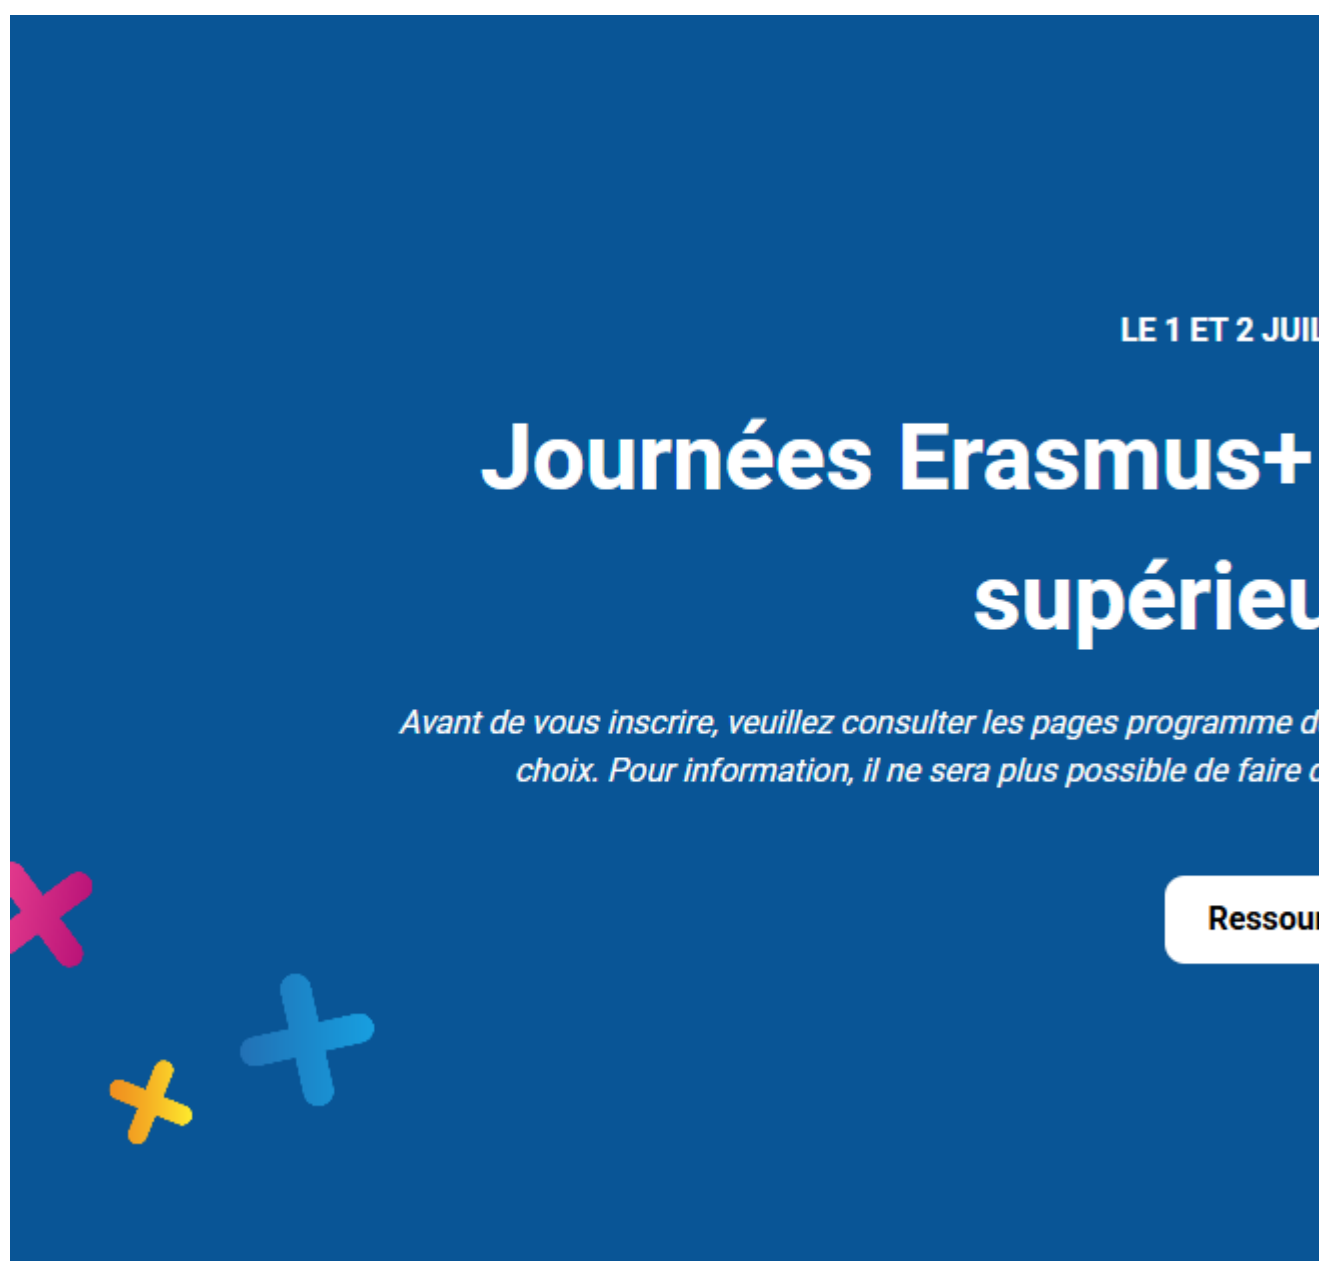 LE 1 ET 2 JUIL
Journées Erasmus+
supérieu
Avant de vous inscrire, veuillez consulter les pages programme d
choix. Pour information, il ne sera plus possible de faire d
Ressour